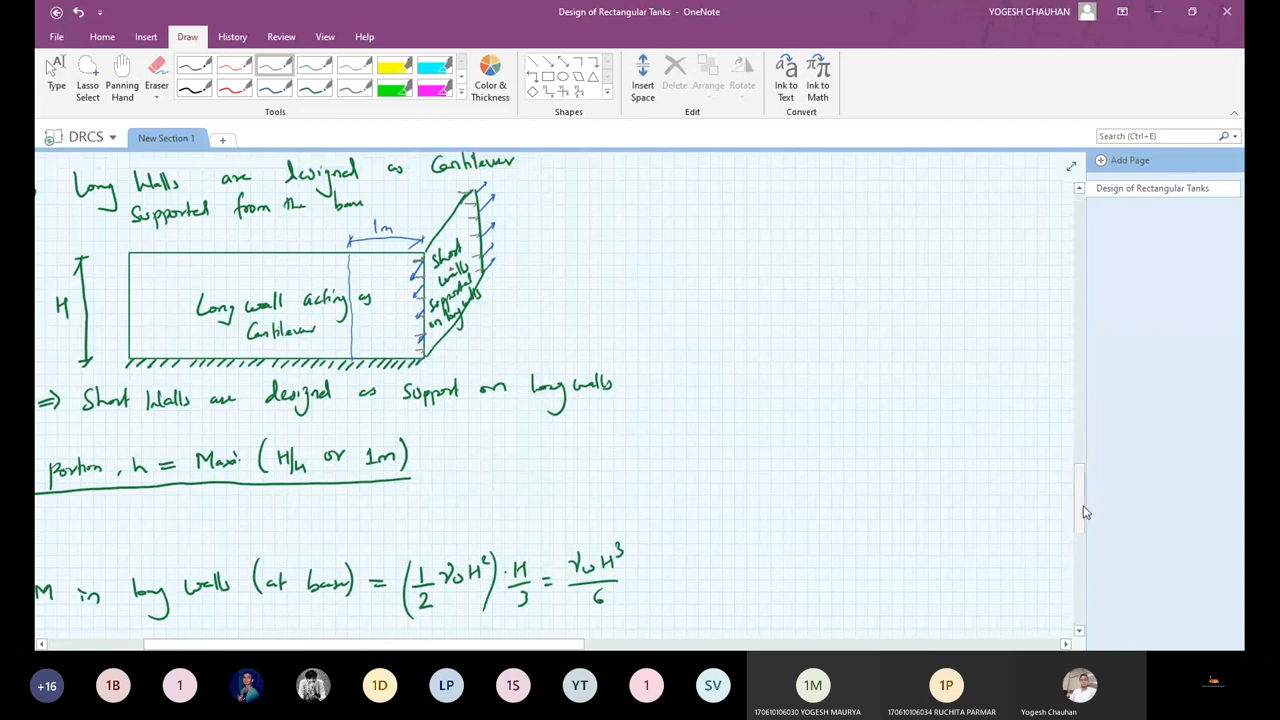 Design of Rectangular Tanks - OneNote
YOGESH CHAUHAN
File Home Insert Draw History Review View Help
Type
Lasso Select
Panning Hand
Eraser
Color & Thickness
Insert Space
Delete
Arrange
Rotate
Ink to Text
Ink to Math
Tools
Shapes
Edit
Convert
DRCS
New Section 1
Search (Ctrl+E)
Add Page
Design of Rectangular Tanks
Long Walls are designed as Cantilever
supported from the base
1m
H
Long wall acting as
Cantilever
Short
walls
supported
on long walls
⇒ Short Walls are designed as support on long walls
portion, h = Max. (H/4 or 1m)
M in long walls (at base) = (1/2 γω H²) · H/3 = γω H³/6
+16
1B
1
1D
LP
1S
YT
1
SV
1M
1P
170610106030 YOGESH MAURYA
170610106034 RUCHITA PARMAR
Yogesh Chauhan